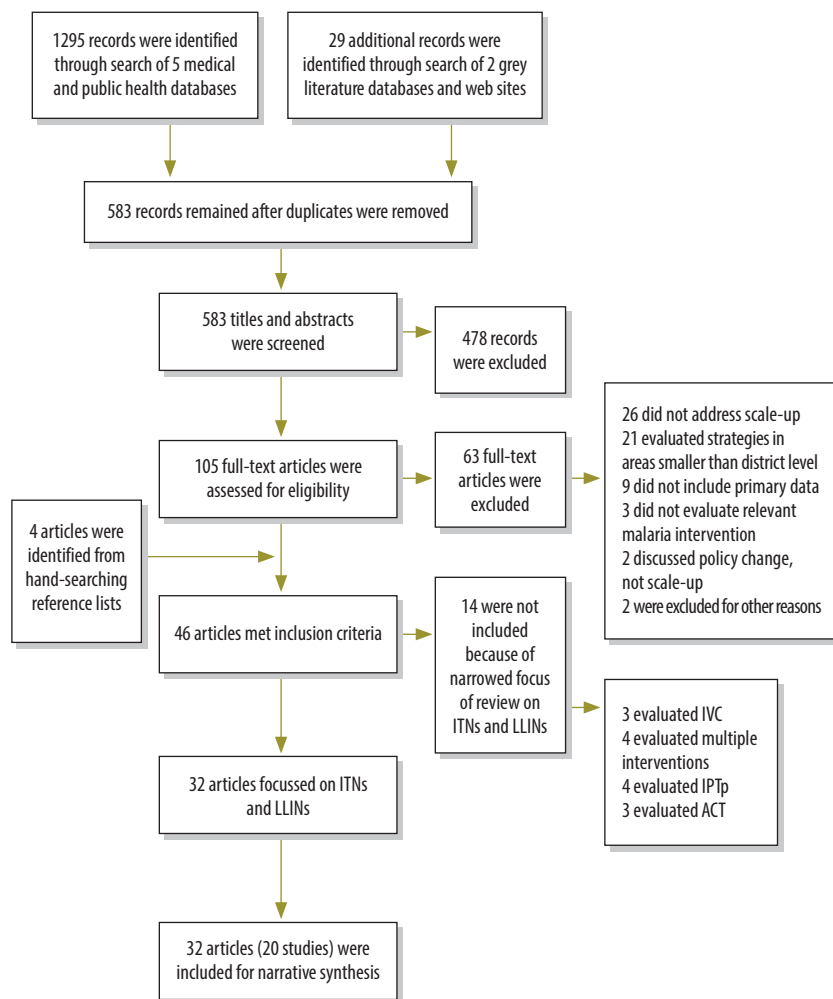 1295 records were identified
through search of 5 medical
and public health databases
29 additional records were
identified through search of 2 grey
literature databases and web sites
583 records remained after duplicates were removed
583 titles and abstracts
were screened
478 records
were excluded
105 full-text articles were
assessed for eligibility
63 full-text
articles were
excluded
26 did not address scale-up
21 evaluated strategies in
areas smaller than district level
9 did not include primary data
3 did not evaluate relevant
malaria intervention
2 discussed policy change,
not scale-up
2 were excluded for other reasons
4 articles were
identified from
hand-searching
reference lists
46 articles met inclusion criteria
14 were not
included
because of
narrowed focus
of review on
ITNs and LLINs
3 evaluated IVC
4 evaluated multiple
interventions
4 evaluated IPTp
3 evaluated ACT
32 articles focussed on ITNs
and LLINs
32 articles (20 studies) were
included for narrative synthesis